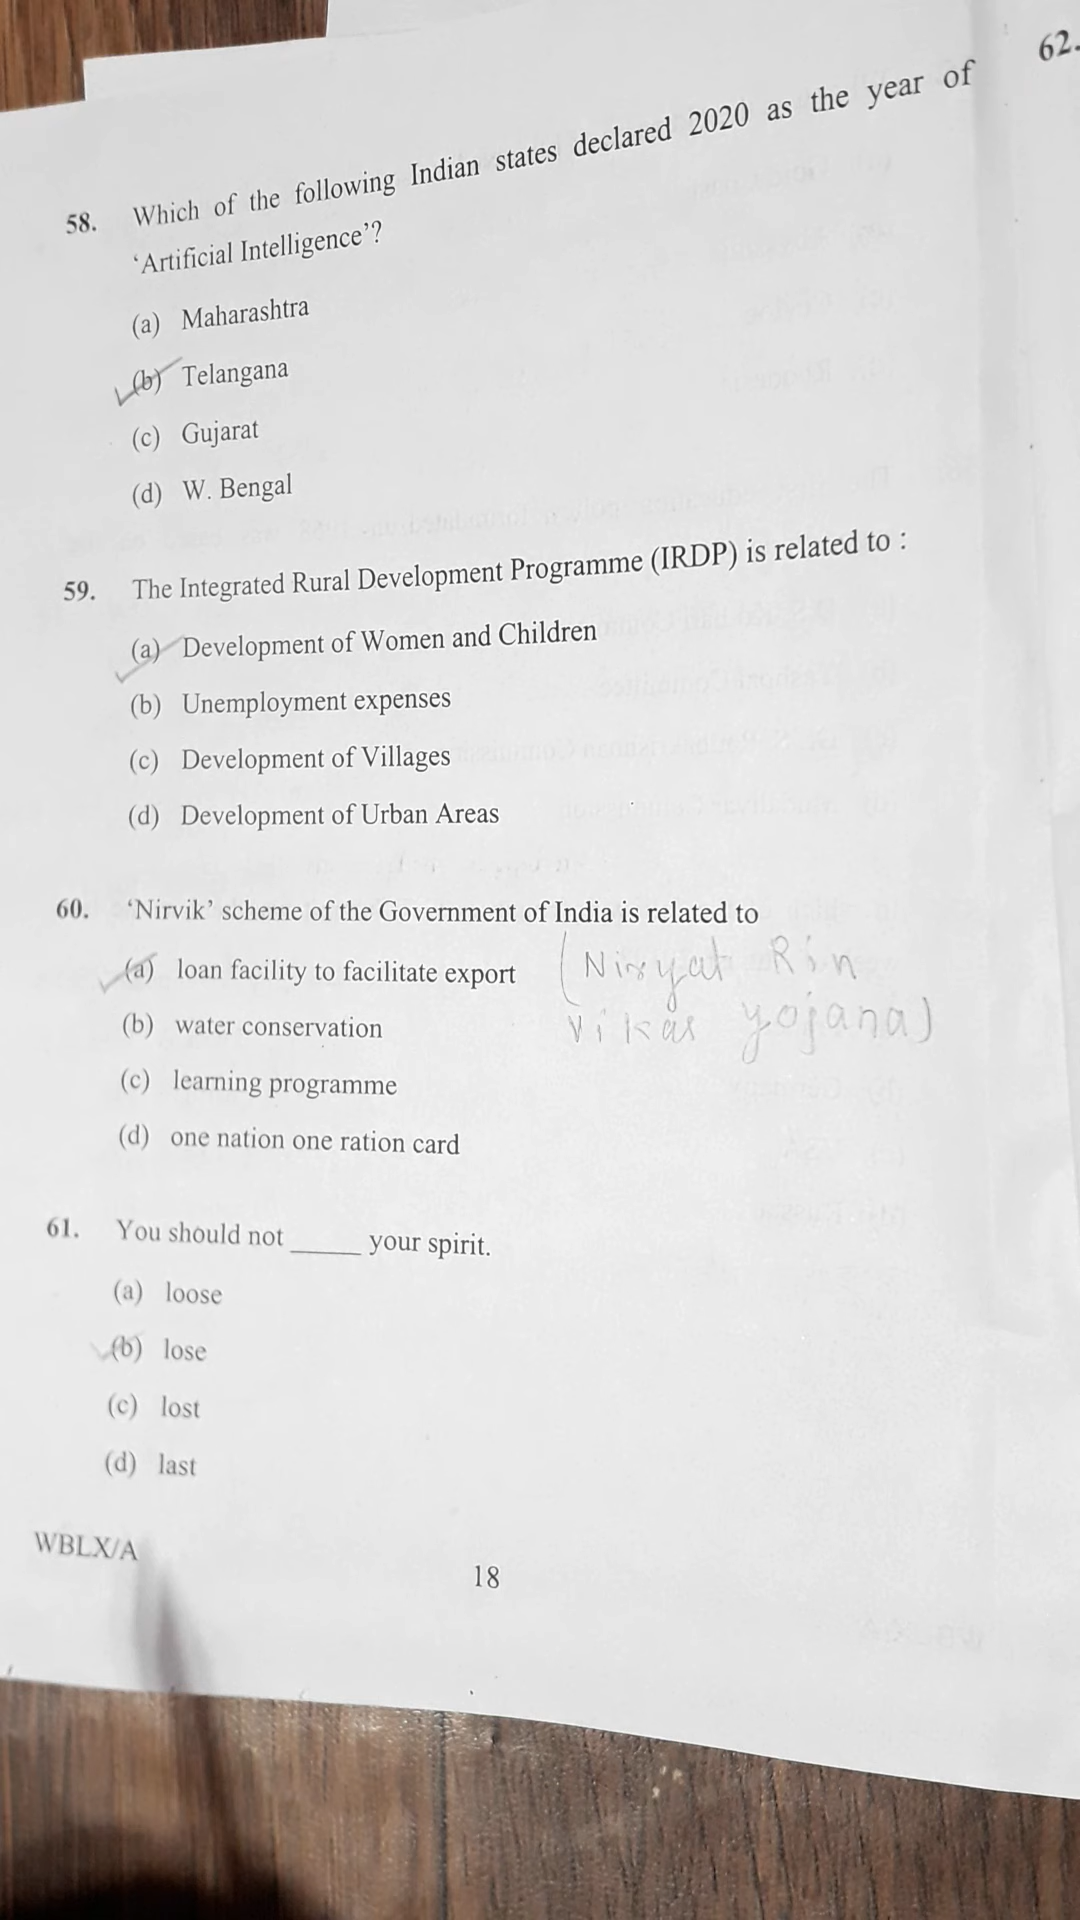 62.
58. Which of the following Indian states declared 2020 as the year of
‘Artificial Intelligence’?
(a) Maharashtra
(b) Telangana
(c) Gujarat
(d) W. Bengal
59. The Integrated Rural Development Programme (IRDP) is related to :
(a) Development of Women and Children
(b) Unemployment expenses
(c) Development of Villages
(d) Development of Urban Areas
60. ‘Nirvik’ scheme of the Government of India is related to
(a) loan facility to facilitate export (Niryat Rin
(b) water conservation vikas yojana)
(c) learning programme
(d) one nation one ration card
61. You should not _____ your spirit.
(a) loose
(b) lose
(c) lost
(d) last
WBLX/A
18